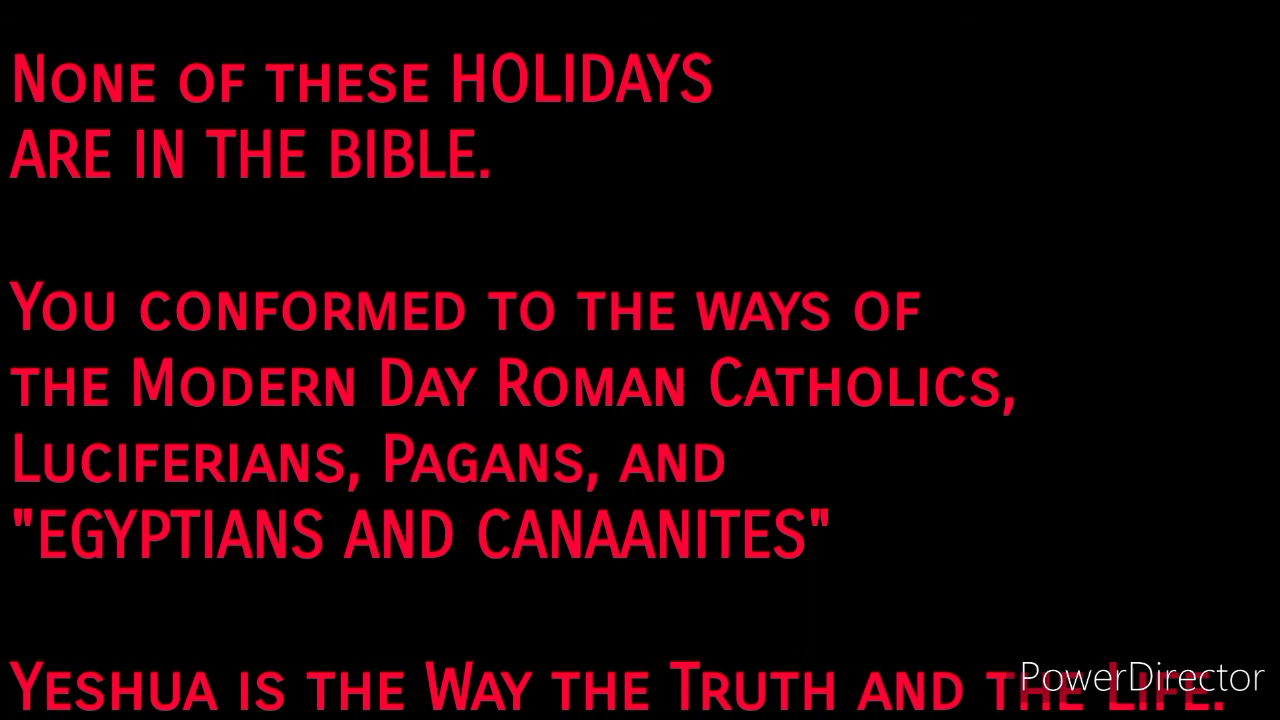 None of these HOLIDAYS
ARE IN THE BIBLE.
You conformed to the ways of
the Modern Day Roman Catholics,
Luciferians, Pagans, and
"EGYPTIANS AND CANAANITES"
Yeshua is the Way the Truth and the Life.
PowerDirector